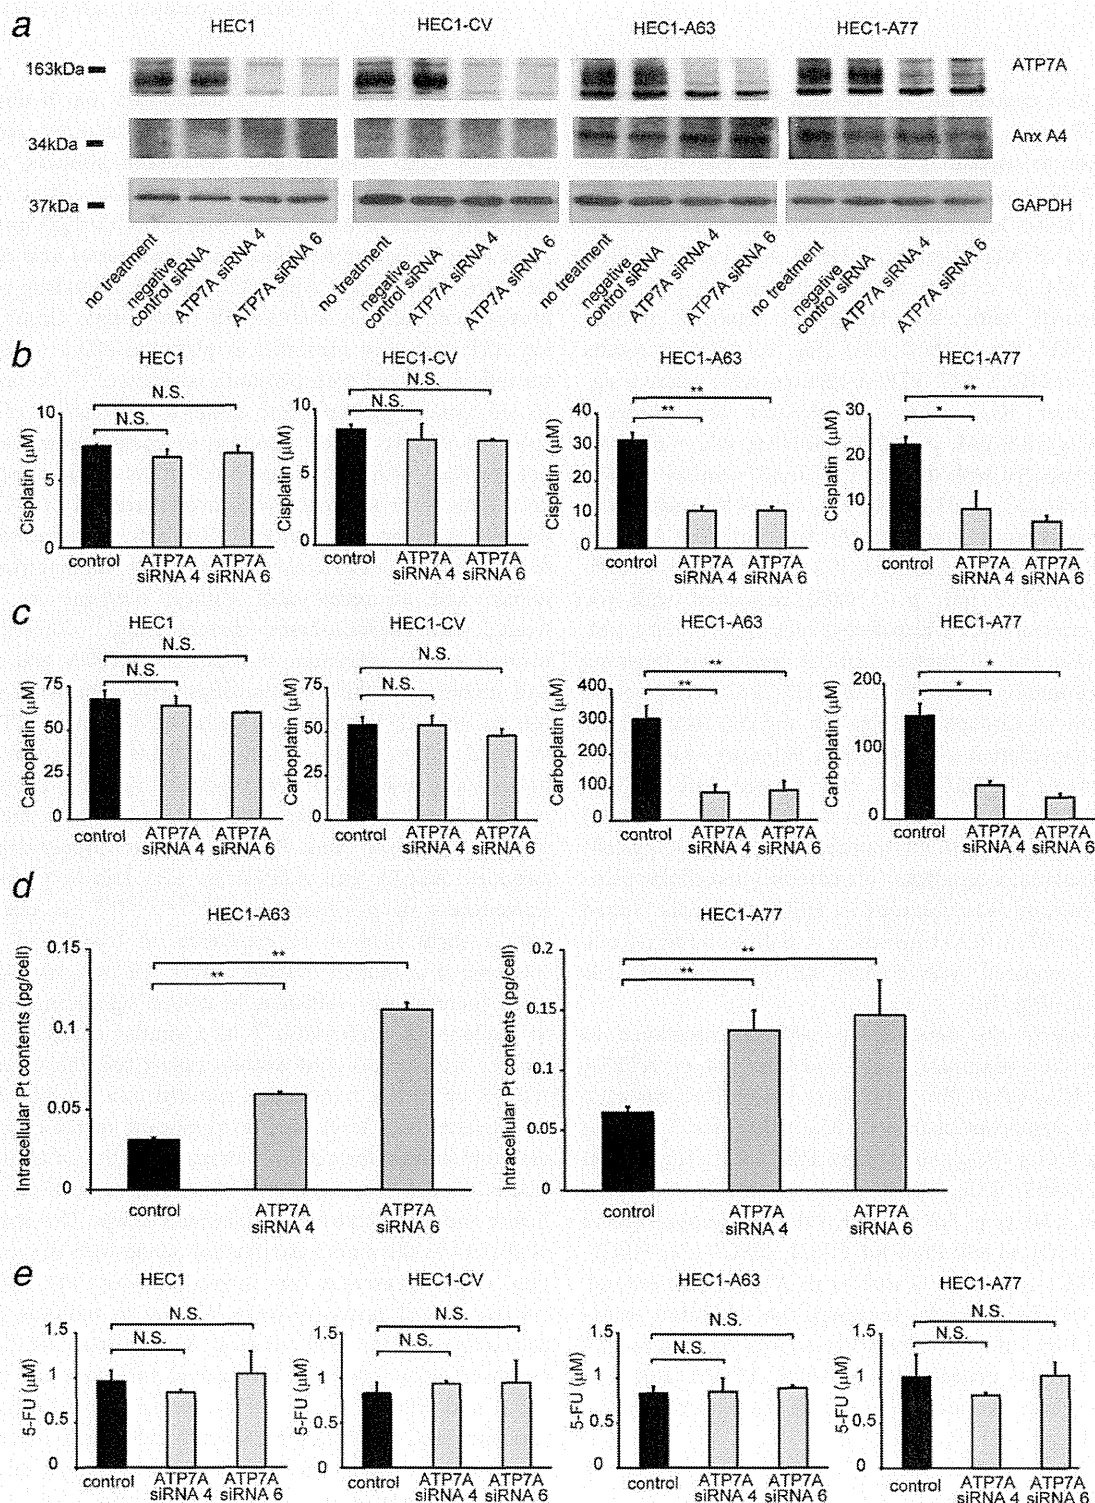 a
HEC1 HEC1-CV HEC1-A63 HEC1-A77
163kDa ATP7A
34kDa Anx A4
37kDa GAPDH
no treatment negative control siRNA ATP7A siRNA 4 ATP7A siRNA 6 no treatment negative control siRNA ATP7A siRNA 4 ATP7A siRNA 6 no treatment negative control siRNA ATP7A siRNA 4 ATP7A siRNA 6 no treatment negative control siRNA ATP7A siRNA 4 ATP7A siRNA 6
b
HEC1
N.S.
N.S.
Cisplatin (µM)
10
5
0
control ATP7A ATP7A
siRNA 4 siRNA 6
HEC1-CV
N.S.
N.S.
Cisplatin (µM)
10
5
0
control ATP7A ATP7A
siRNA 4 siRNA 6
HEC1-A63
**
**
Cisplatin (µM)
40
30
20
10
0
control ATP7A ATP7A
siRNA 4 siRNA 6
HEC1-A77
**
*
Cisplatin (µM)
30
20
10
0
control ATP7A ATP7A
siRNA 4 siRNA 6
c
HEC1
N.S.
N.S.
Carboplatin (µM)
75
50
25
0
control ATP7A ATP7A
siRNA 4 siRNA 6
HEC1-CV
N.S.
N.S.
Carboplatin (µM)
75
50
25
0
control ATP7A ATP7A
siRNA 4 siRNA 6
HEC1-A63
**
**
Carboplatin (µM)
400
300
200
100
0
control ATP7A ATP7A
siRNA 4 siRNA 6
HEC1-A77
*
*
Carboplatin (µM)
200
100
0
control ATP7A ATP7A
siRNA 4 siRNA 6
d
HEC1-A63
**
**
Intracellular Pt contents (pg/cell)
0.15
0.1
0.05
0
control ATP7A ATP7A
siRNA 4 siRNA 6
HEC1-A77
**
**
Intracellular Pt contents (pg/cell)
0.2
0.15
0.1
0.05
0
control ATP7A ATP7A
siRNA 4 siRNA 6
e
HEC1
N.S.
N.S.
5-FU (µM)
1.5
1
0.5
0
control ATP7A ATP7A
siRNA 4 siRNA 6
HEC1-CV
N.S.
N.S.
5-FU (µM)
1.5
1
0.5
0
control ATP7A ATP7A
siRNA 4 siRNA 6
HEC1-A63
N.S.
N.S.
5-FU (µM)
1.5
1
0.5
0
control ATP7A ATP7A
siRNA 4 siRNA 6
HEC1-A77
N.S.
N.S.
5-FU (µM)
1.5
1
0.5
0
control ATP7A ATP7A
siRNA 4 siRNA 6